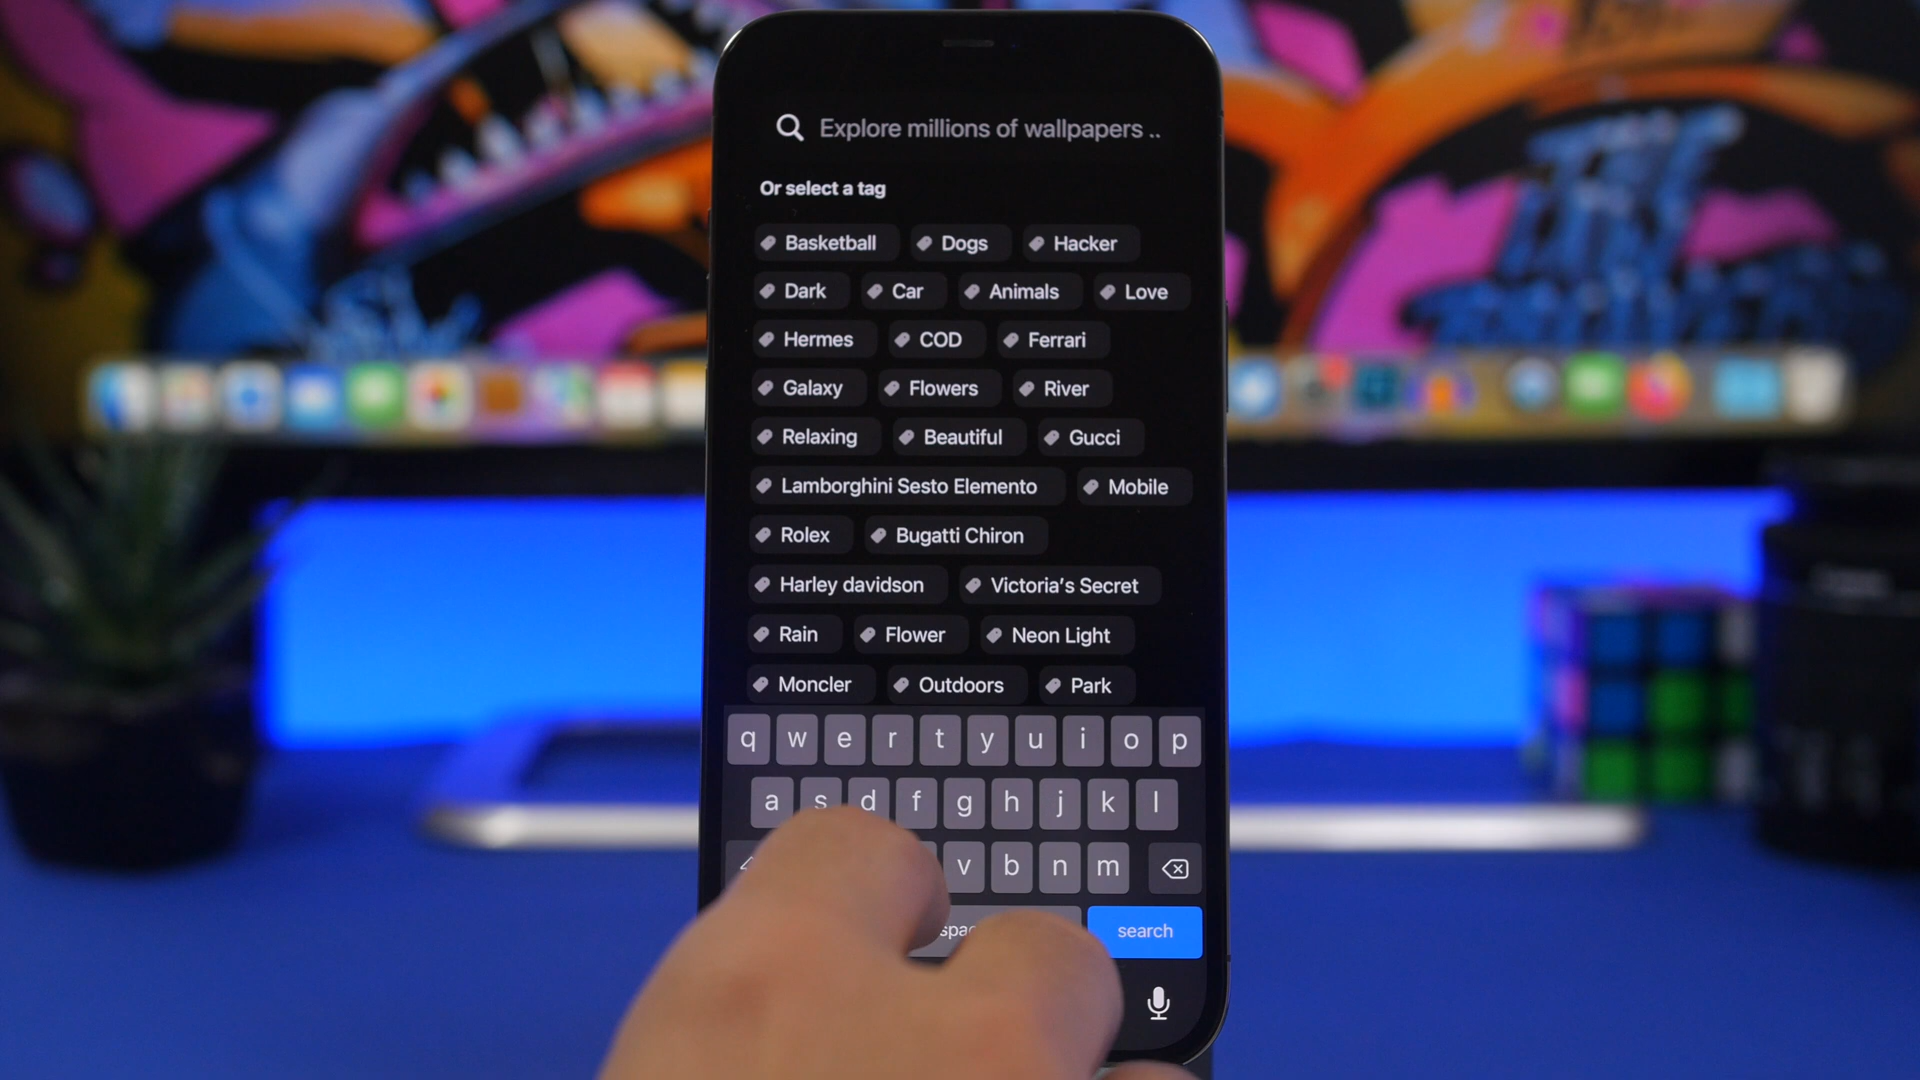 Explore millions of wallpapers ..
Or select a tag
Basketball Dogs Hacker
Dark Car Animals Love
Hermes COD Ferrari
Galaxy Flowers River
Relaxing Beautiful Gucci
Lamborghini Sesto Elemento Mobile
Rolex Bugatti Chiron
Harley davidson Victoria's Secret
Rain Flower Neon Light
Moncler Outdoors Park
q w e r t y u i o p
a s d f g h j k l
v b n m
search